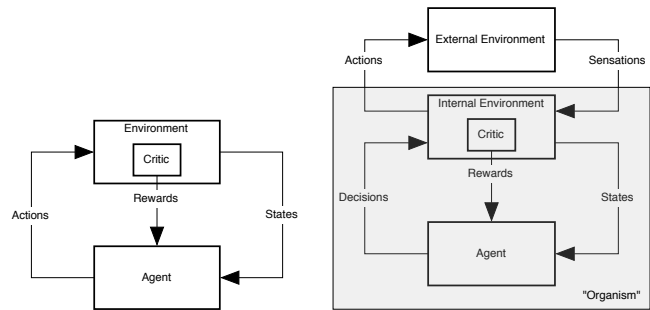 Environment
Critic
Rewards
Actions
States
Agent
External Environment
Actions
Sensations
Internal Environment
Critic
Rewards
Decisions
States
Agent
"Organism"